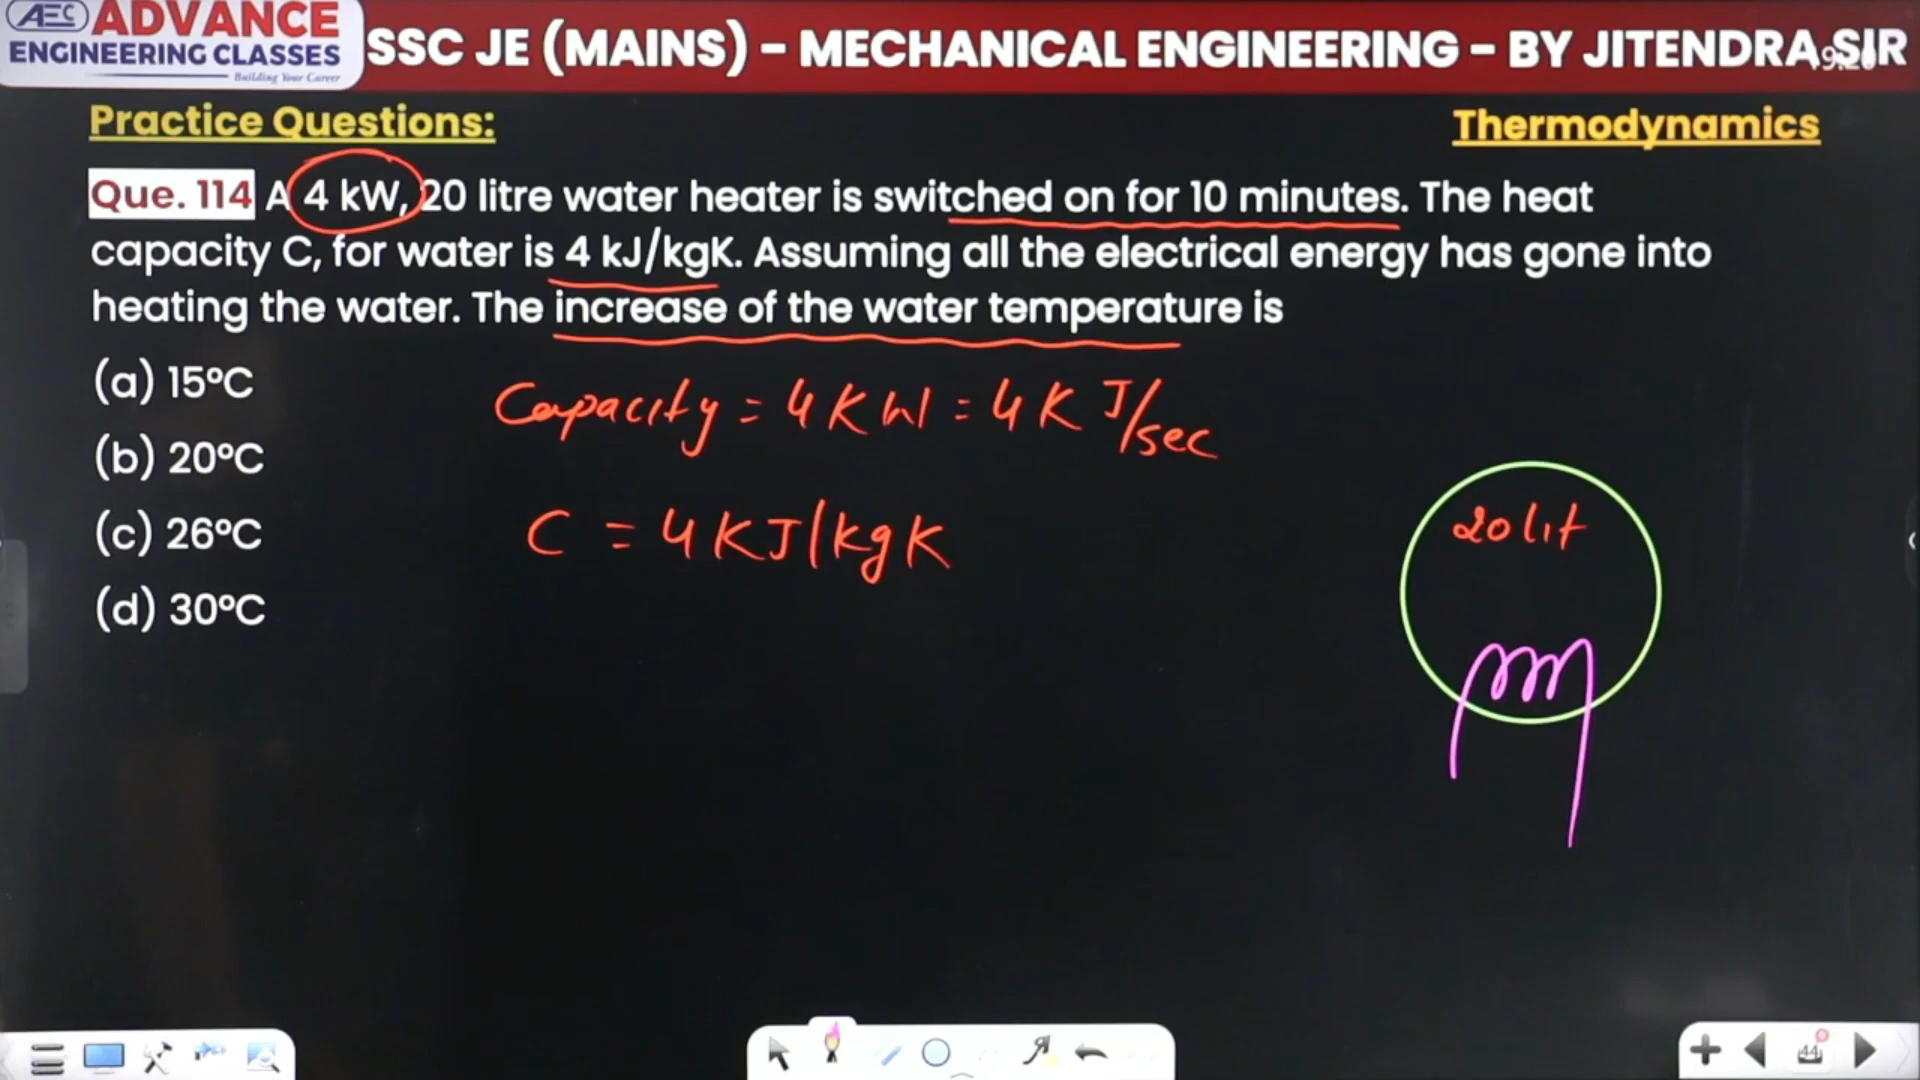 AEC ADVANCE
ENGINEERING CLASSES
Building Your Career
SSC JE (MAINS) - MECHANICAL ENGINEERING - BY JITENDRA SIR
Practice Questions:
Thermodynamics
Que. 114 A 4 kW, 20 litre water heater is switched on for 10 minutes. The heat
capacity C, for water is 4 kJ/kgK. Assuming all the electrical energy has gone into
heating the water. The increase of the water temperature is
(a) 15°C
(b) 20°C
(c) 26°C
(d) 30°C
Capacity = 4 KW = 4 K J/sec
C = 4 KJ/kgK
20 lit
44